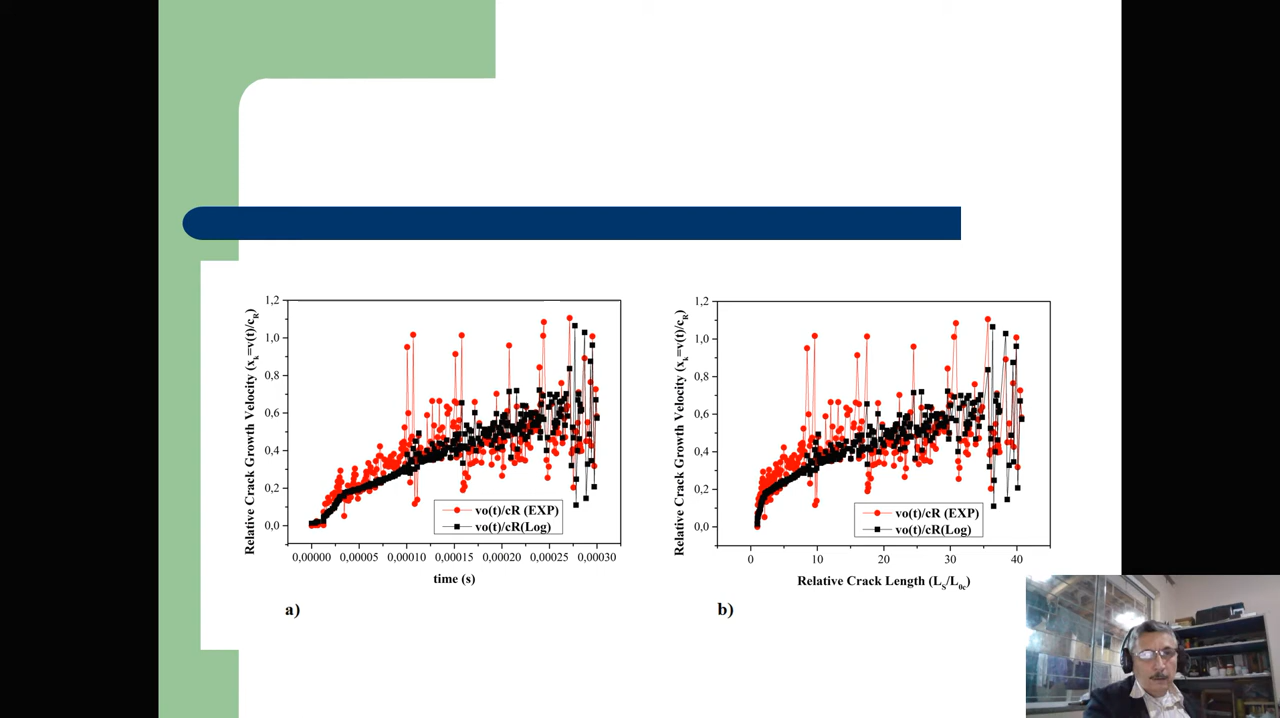 1,2
1,0
0,8
0,6
0,4
0,2
0,0
Relative Crack Growth Velocity (xk=v(t)/cR)
vo(t)/cR (EXP)
vo(t)/cR(Log)
0,00000 0,00005 0,00010 0,00015 0,00020 0,00025 0,00030
time (s)
a)
1,2
1,0
0,8
0,6
0,4
0,2
0,0
Relative Crack Growth Velocity (xk=v(t)/cR)
vo(t)/cR (EXP)
vo(t)/cR(Log)
0 10 20 30 40
Relative Crack Length (LS/L0c)
b)